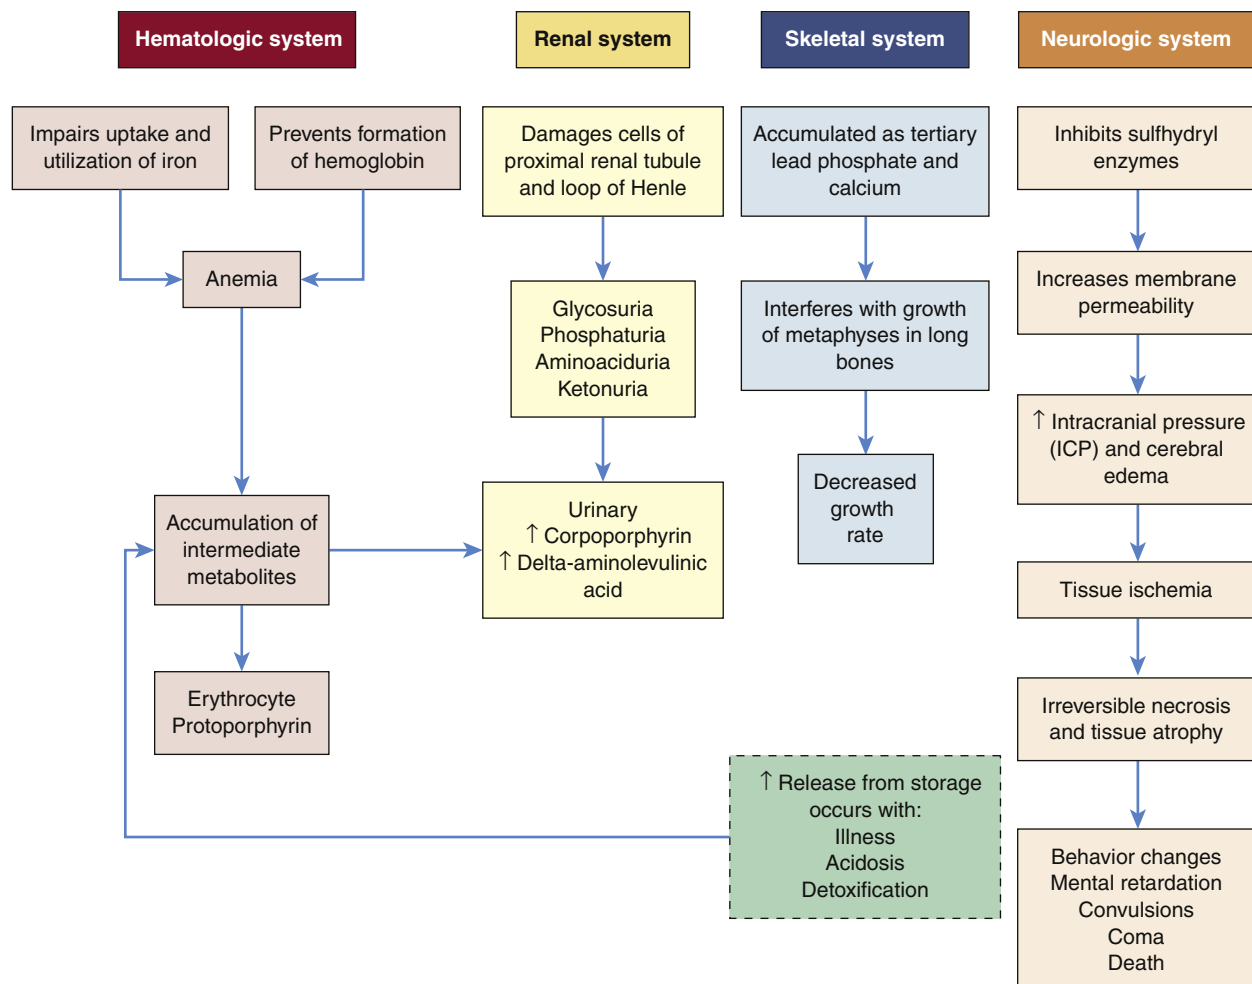 Hematologic system
Renal system
Skeletal system
Neurologic system
Impairs uptake and
utilization of iron
Prevents formation
of hemoglobin
Anemia
Accumulation of
intermediate
metabolites
Erythrocyte
Protoporphyrin
Damages cells of
proximal renal tubule
and loop of Henle
Glycosuria
Phosphaturia
Aminoaciduria
Ketonuria
Urinary
↑ Corpoporphyrin
↑ Delta-aminolevulinic
acid
Accumulated as tertiary
lead phosphate and
calcium
Interferes with growth
of metaphyses in long
bones
Decreased
growth
rate
↑ Release from storage
occurs with:
Illness
Acidosis
Detoxification
Inhibits sulfhydryl
enzymes
Increases membrane
permeability
↑ Intracranial pressure
(ICP) and cerebral
edema
Tissue ischemia
Irreversible necrosis
and tissue atrophy
Behavior changes
Mental retardation
Convulsions
Coma
Death